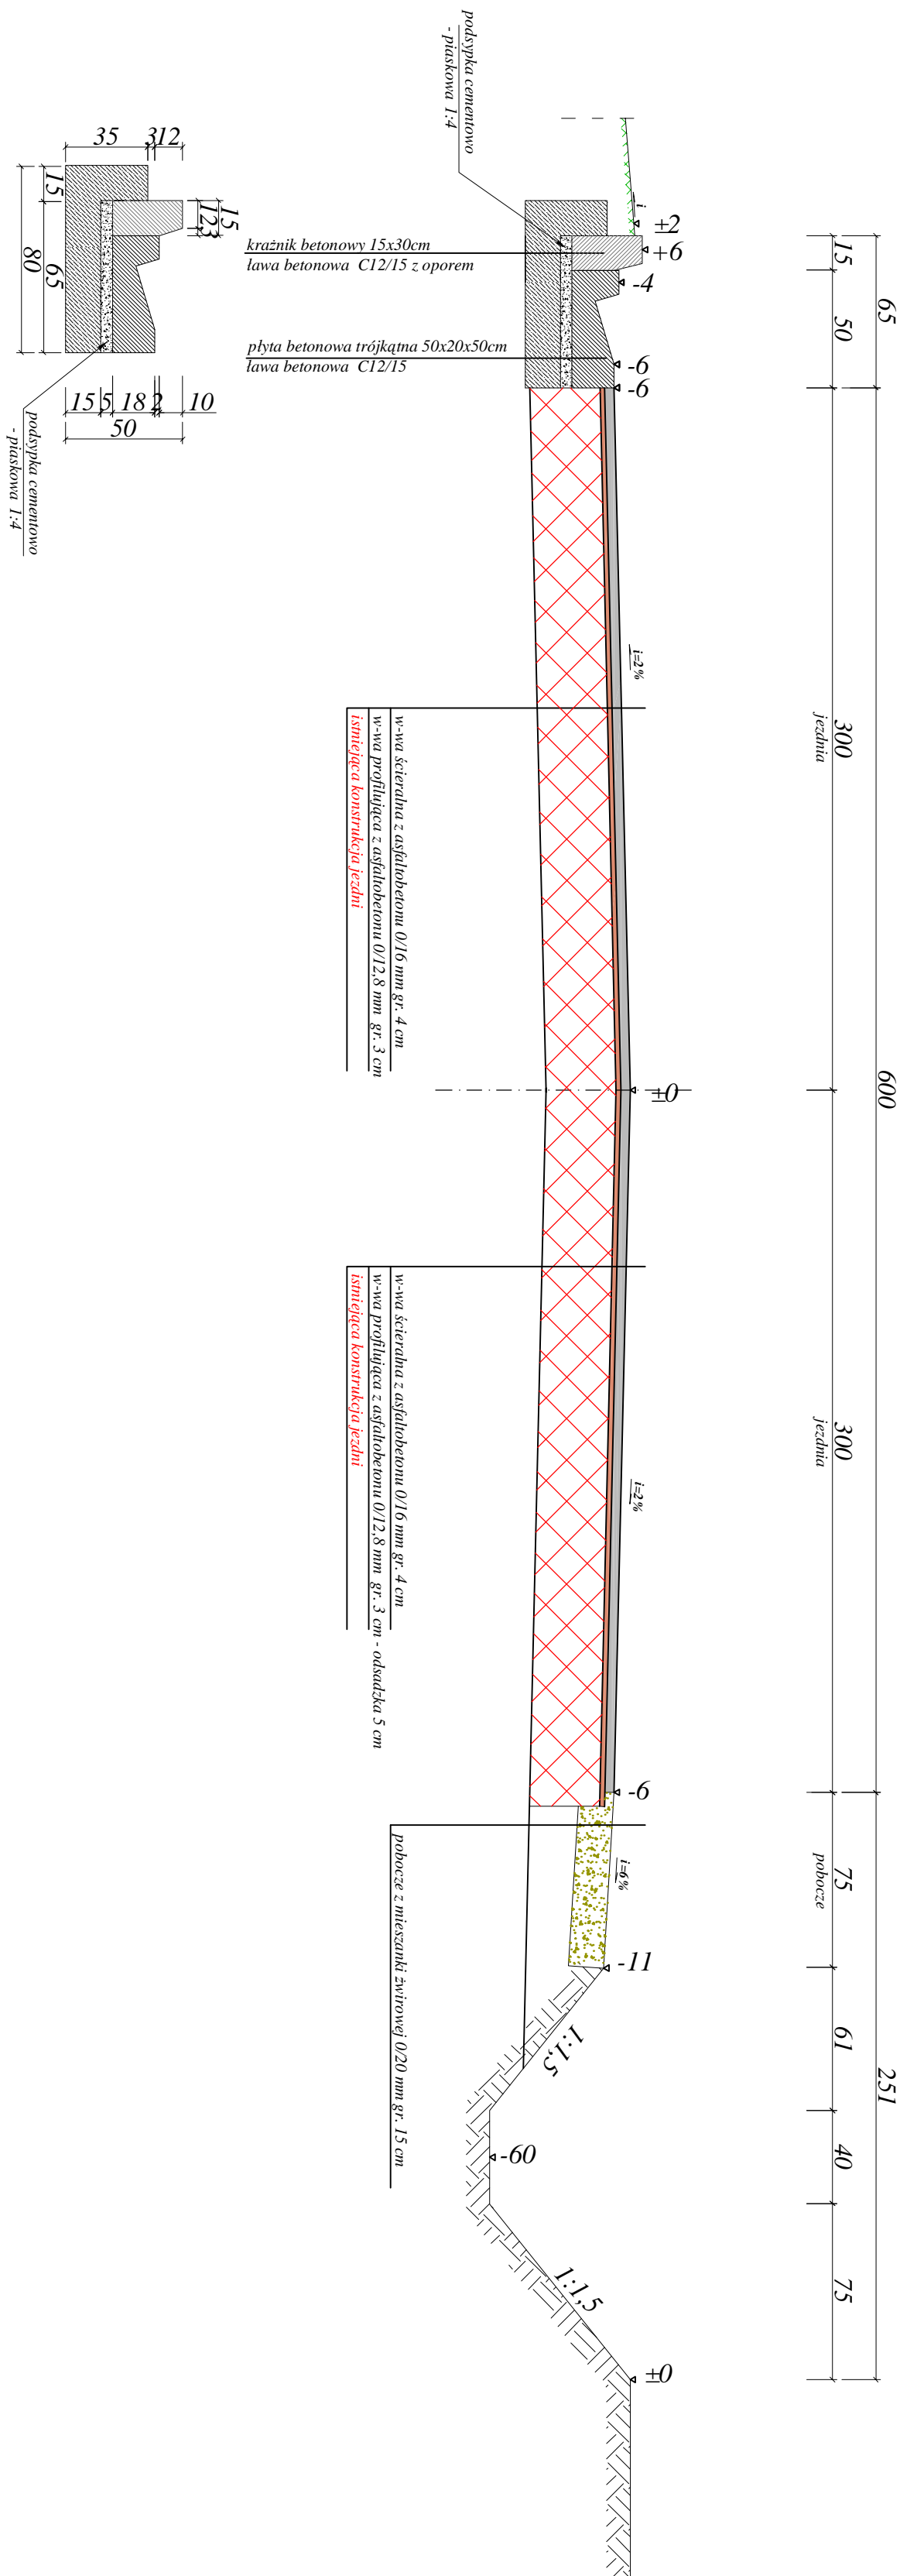 podsypka cementowo
- piaskowa 1:4
i
±2
+6
-4
-6
-6
15
50
65
35
3
12
15
65
80
15
12,3
krażnik betonowy 15x30cm
ława betonowa C12/15 z oporem
płyta betonowa trójkątna 50x20x50cm
ława betonowa C12/15
15
5
18
2
10
50
podsypka cementowo
- piaskowa 1:4
i=2%
300
jezdnia
w-wa ścieralna z asfaltobetonu 0/16 mm gr. 4 cm
w-wa profilująca z asfaltobetonu 0/12,8 mm gr. 3 cm
istniejąca konstrukcja jezdni
±0
600
w-wa ścieralna z asfaltobetonu 0/16 mm gr. 4 cm
w-wa profilująca z asfaltobetonu 0/12,8 mm gr. 3 cm - odsadzka 5 cm
istniejąca konstrukcja jezdni
i=2%
300
jezdnia
-6
i=6%
75
pobocze
pobocze z mieszanki żwirowej 0/20 mm gr. 15 cm
-11
1:1,5
61
251
-60
40
1:1,5
75
±0